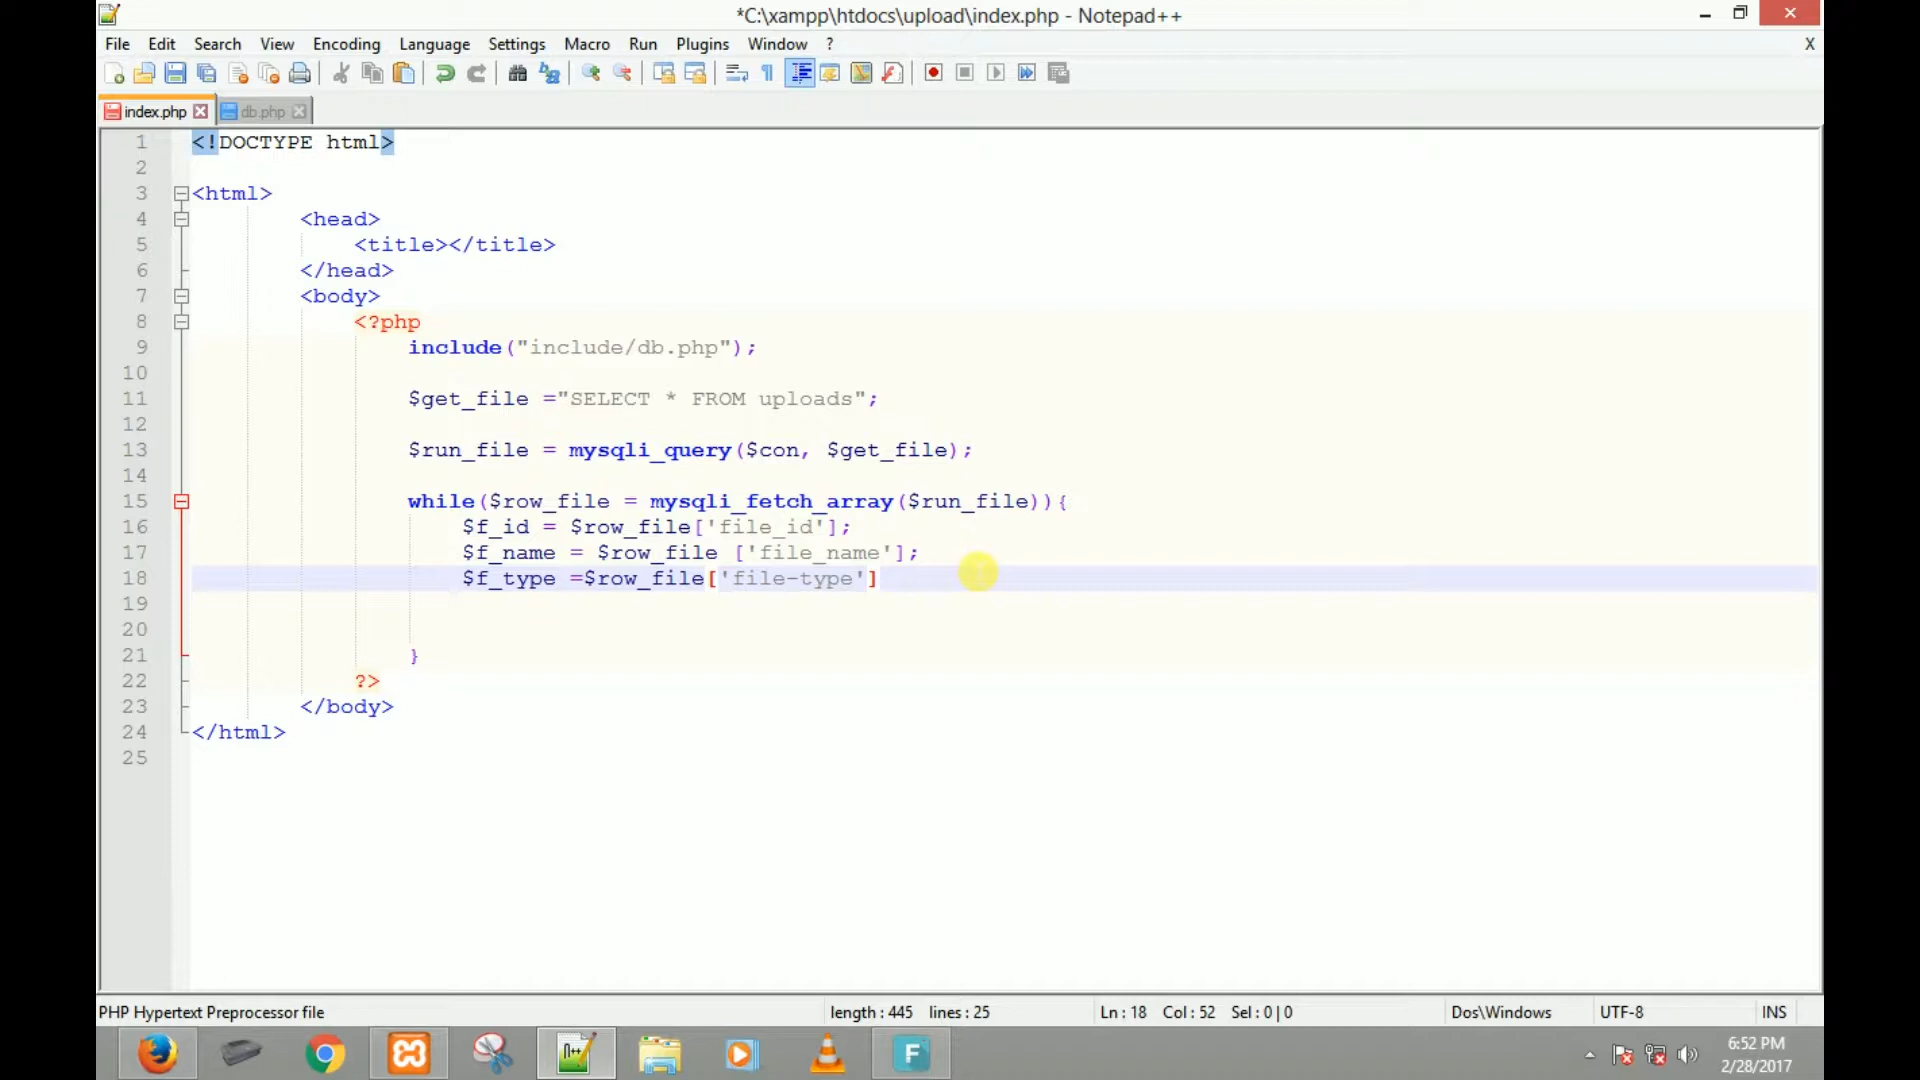 *C:\xampp\htdocs\upload\index.php - Notepad++
File Edit Search View Encoding Language Settings Macro Run Plugins Window ? X
index.php db.php
1 <!DOCTYPE html>
2
3 <html>
4 <head>
5 <title></title>
6 </head>
7 <body>
8 <?php
9 include("include/db.php");
10
11 $get_file ="SELECT * FROM uploads";
12
13 $run_file = mysqli_query($con, $get_file);
14
15 while($row_file = mysqli_fetch_array($run_file)){
16 $f_id = $row_file['file_id'];
17 $f_name = $row_file ['file_name'];
18 $f_type =$row_file['file-type']
19
20
21 }
22 ?>
23 </body>
24 </html>
25
PHP Hypertext Preprocessor file length : 445 lines : 25 Ln : 18 Col : 52 Sel : 0 | 0 Dos\Windows UTF-8 INS
F
6:52 PM
2/28/2017